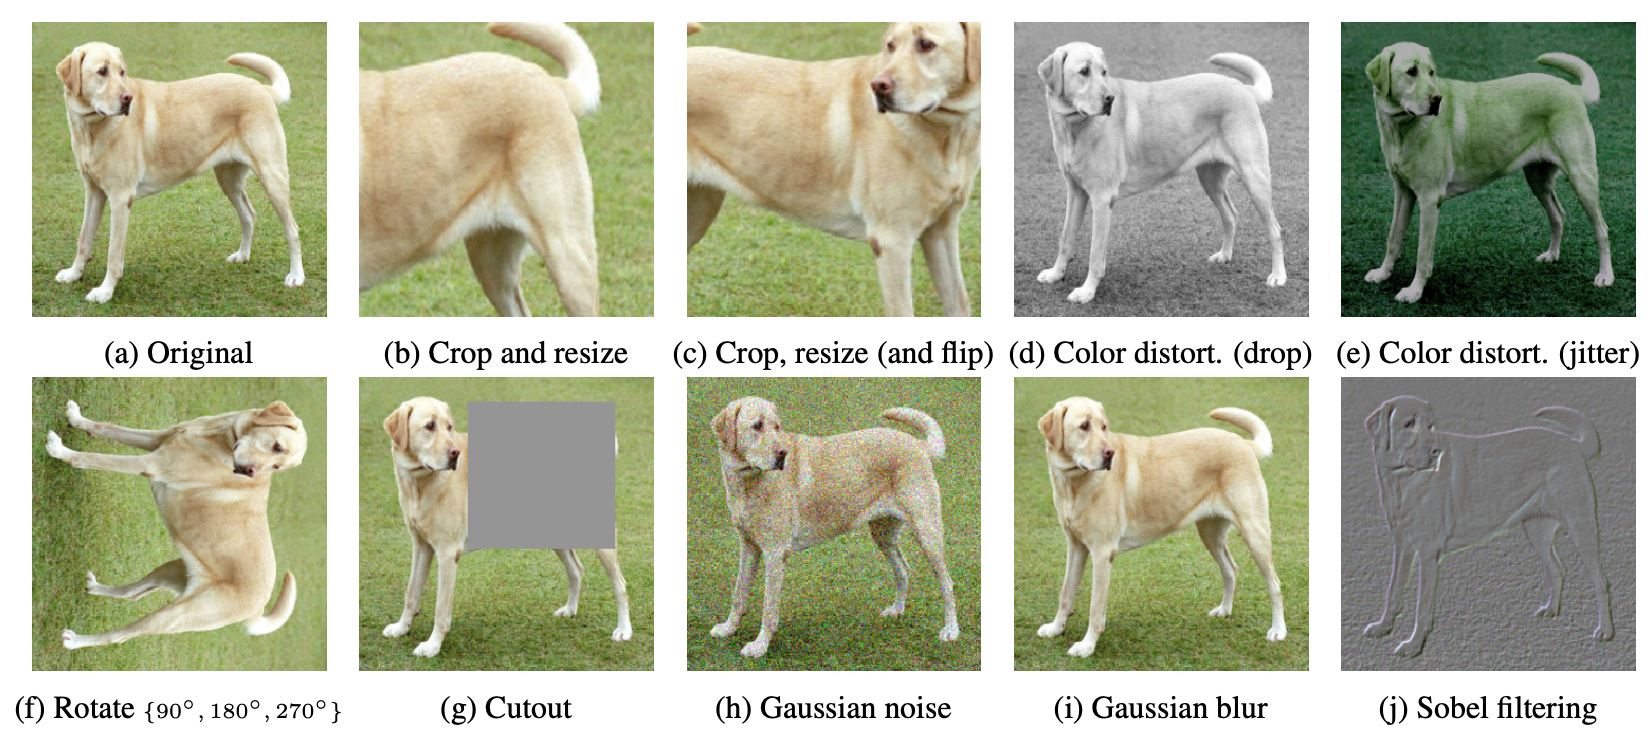 (a) Original
(b) Crop and resize
(c) Crop, resize (and flip)
(d) Color distort. (drop)
(e) Color distort. (jitter)
(f) Rotate {90°, 180°, 270°}
(g) Cutout
(h) Gaussian noise
(i) Gaussian blur
(j) Sobel filtering